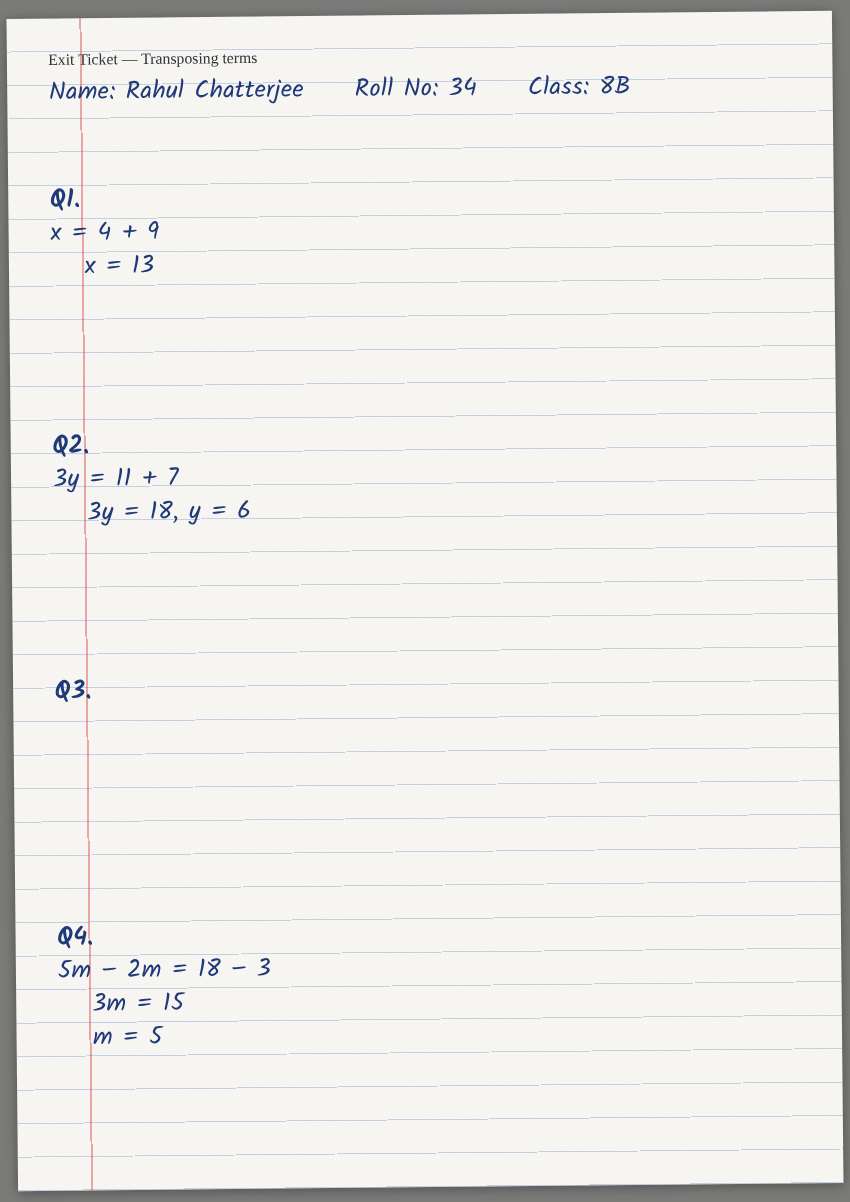 Exit Ticket — Transposing terms
Name: Rahul Chatterjee Roll No: 34 Class: 8B
Q1.
x = 4 + 9
x = 13
Q2.
3y = 11 + 7
3y = 18, y = 6
Q3.
Q4.
5m − 2m = 18 − 3
3m = 15
m = 5